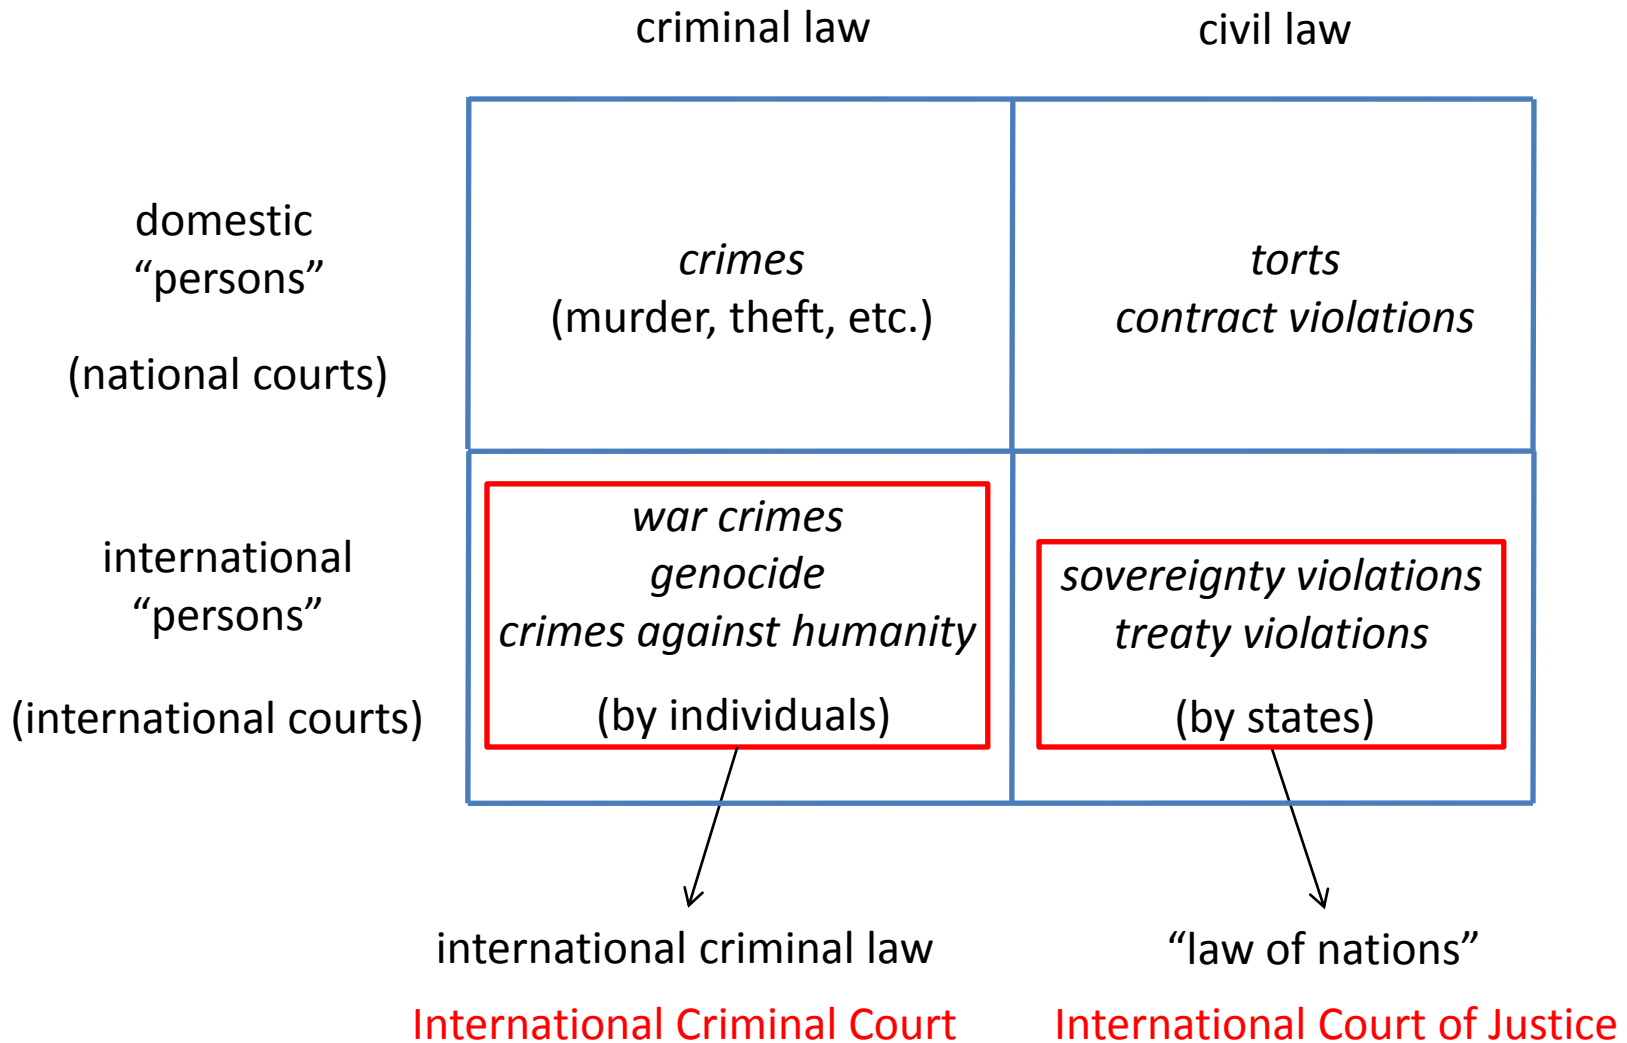 criminal law
civil law
domestic
“persons”
(national courts)
crimes
(murder, theft, etc.)
torts
contract violations
international
“persons”
(international courts)
war crimes
genocide
crimes against humanity
(by individuals)
sovereignty violations
treaty violations
(by states)
international criminal law
“law of nations”
International Criminal Court
International Court of Justice